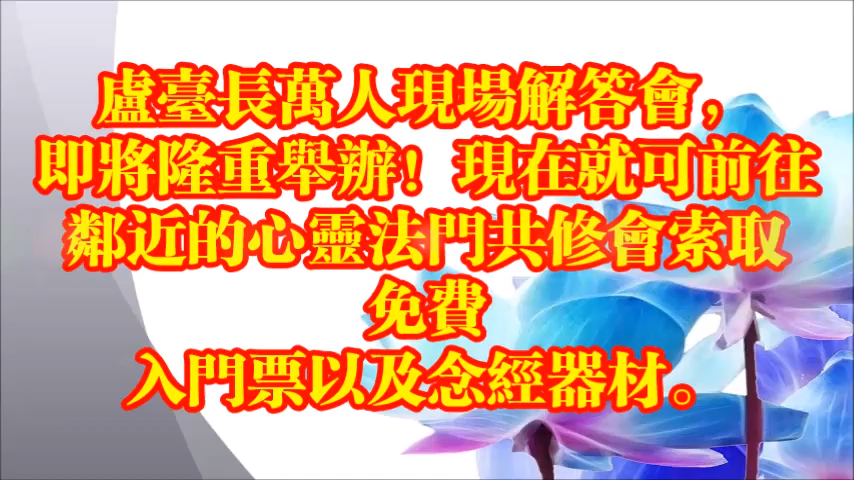 盧臺長萬人現場解答會，
即將隆重舉辦！現在就可前往
鄰近的心靈法門共修會索取
免費
入門票以及念經器材。